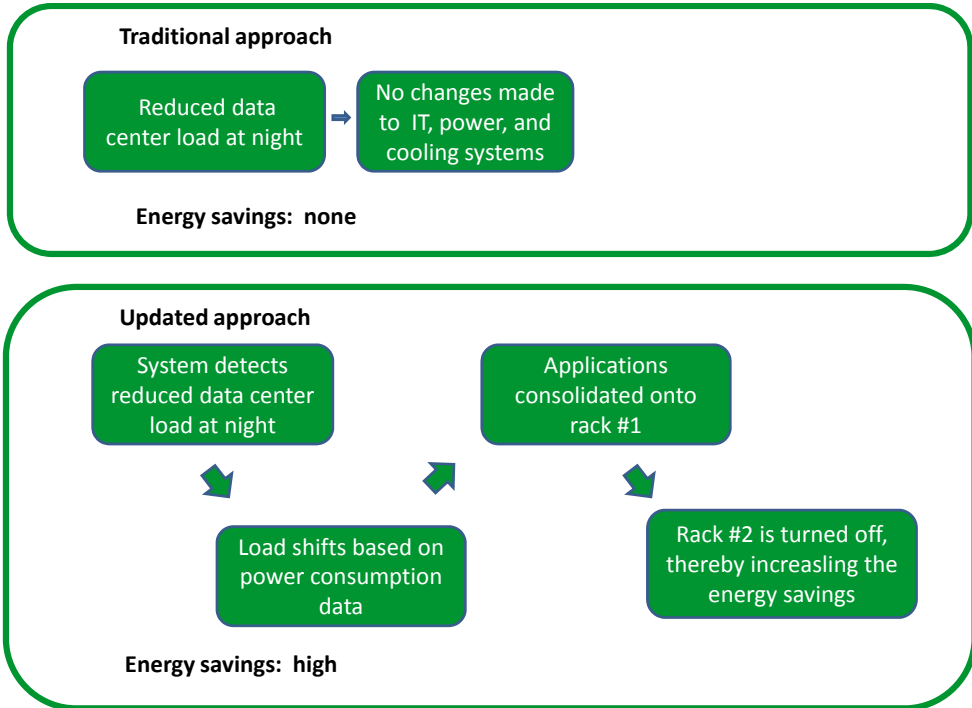 Traditional approach
Reduced data
center load at night
No changes made
to IT, power, and
cooling systems
Energy savings: none
Updated approach
System detects
reduced data center
load at night
Load shifts based on
power consumption
data
Applications
consolidated onto
rack #1
Rack #2 is turned off,
thereby increasling the
energy savings
Energy savings: high